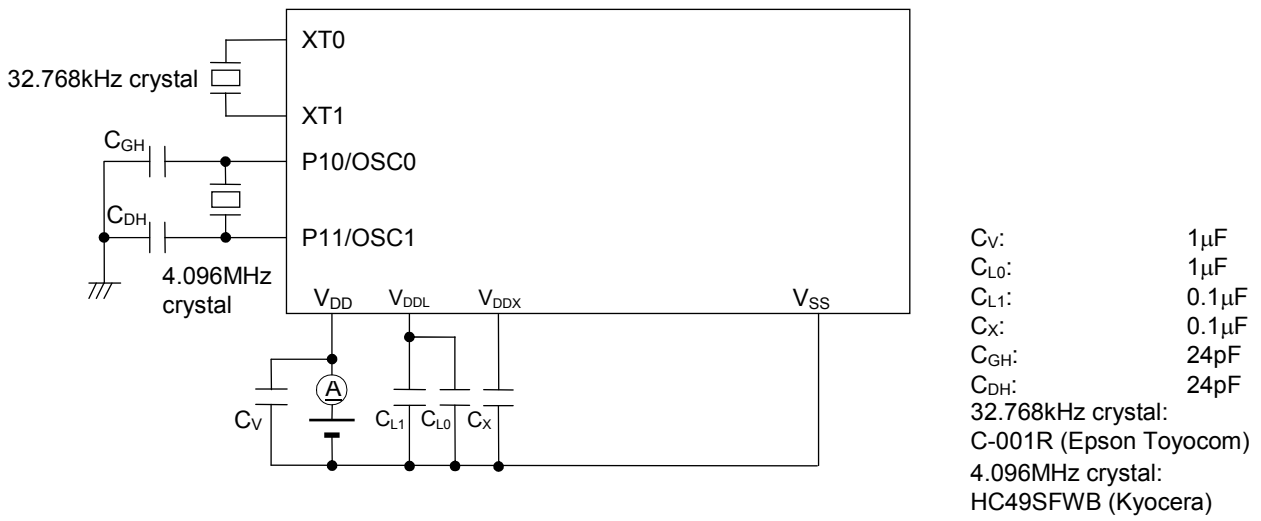 XT0
32.768kHz crystal
XT1
CGH
P10/OSC0
CDH
P11/OSC1
4.096MHz
crystal
VDD
VDDL
VDDX
VSS
A
CV
CL1
CL0
CX
CV: 1μF
CL0: 1μF
CL1: 0.1μF
CX: 0.1μF
CGH: 24pF
CDH: 24pF
32.768kHz crystal:
C-001R (Epson Toyocom)
4.096MHz crystal:
HC49SFWB (Kyocera)